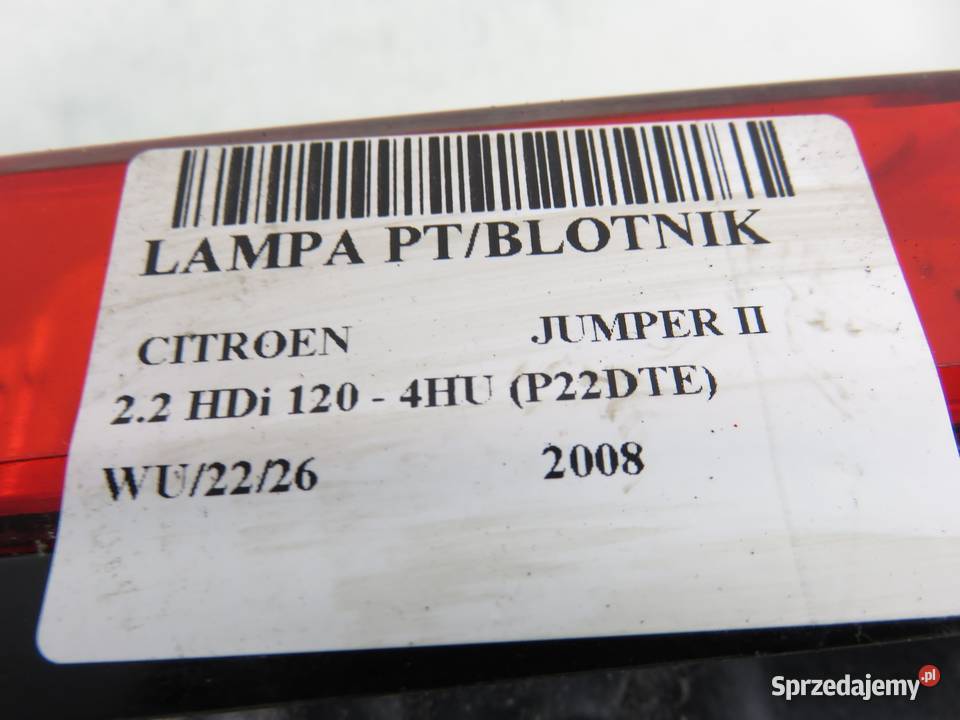 LAMPA PT/BLOTNIK
CITROEN JUMPER II
2.2 HDi 120 - 4HU (P22DTE)
WU/22/26 2008
Sprzedajemy.pl